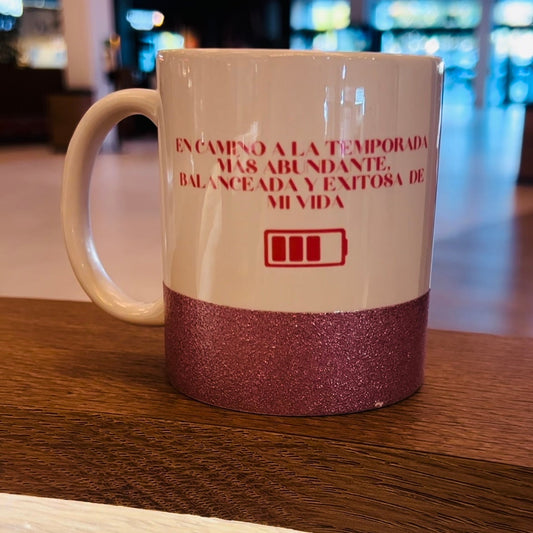 EN CAMINO A LA TEMPORADA
MÁS ABUNDANTE,
BALANCEADA Y EXITOSA DE
MI VIDA